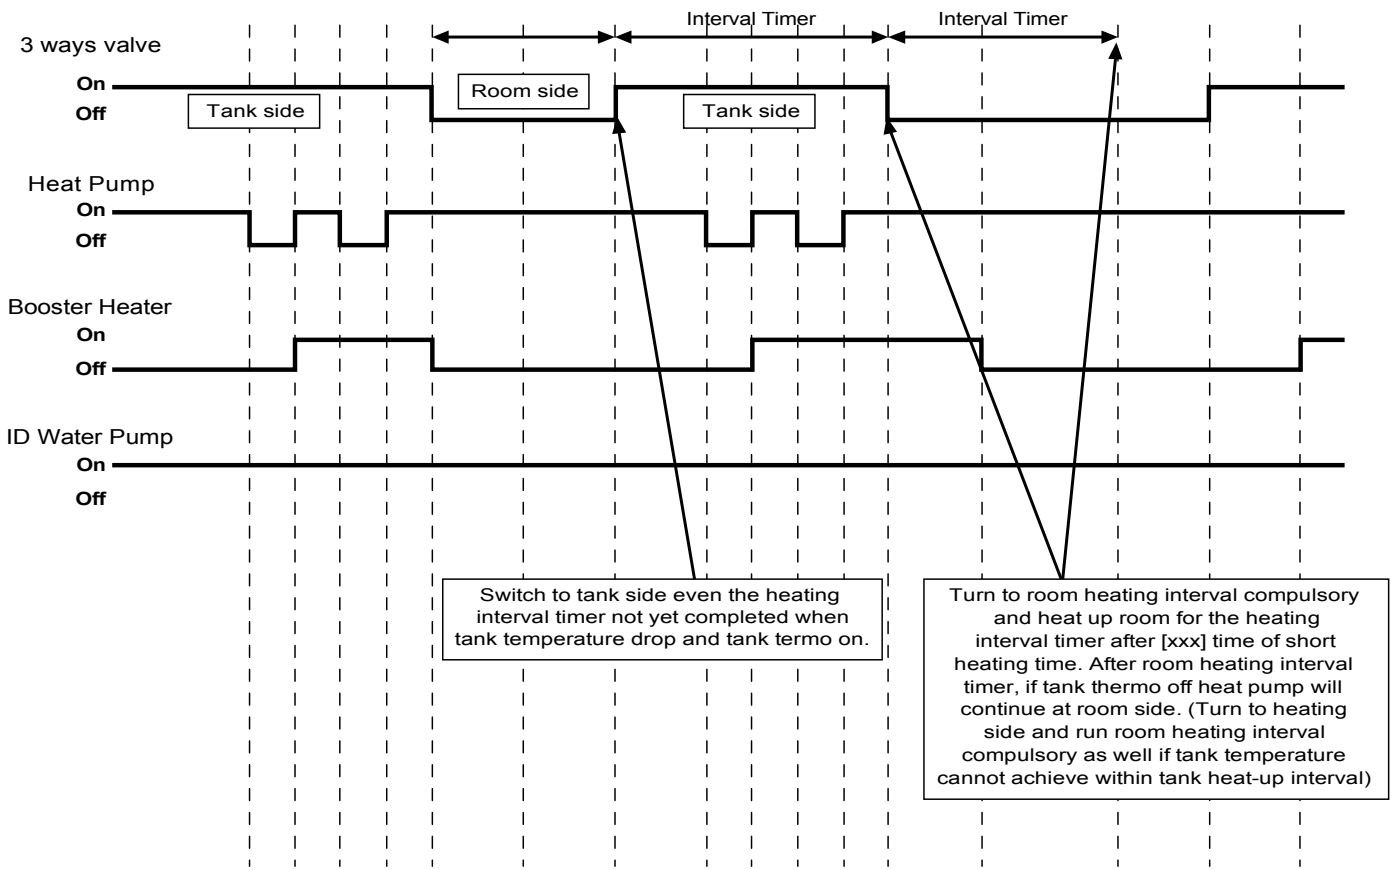 Interval Timer
Interval Timer
3 ways valve
On
Off
Tank side
Room side
Tank side
Heat Pump
On
Off
Booster Heater
On
Off
ID Water Pump
On
Off
Switch to tank side even the heating
interval timer not yet completed when
tank temperature drop and tank termo on.
Turn to room heating interval compulsory
and heat up room for the heating
interval timer after [xxx] time of short
heating time. After room heating interval
timer, if tank thermo off heat pump will
continue at room side. (Turn to heating
side and run room heating interval
compulsory as well if tank temperature
cannot achieve within tank heat-up interval)